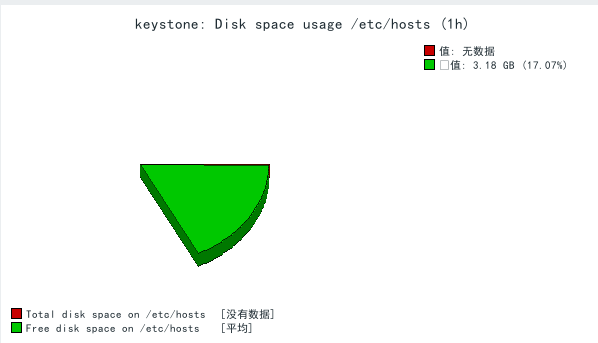 keystone: Disk space usage /etc/hosts (1h)
值: 无数据
值: 3.18 GB (17.07%)
Total disk space on /etc/hosts [没有数据]
Free disk space on /etc/hosts [平均]